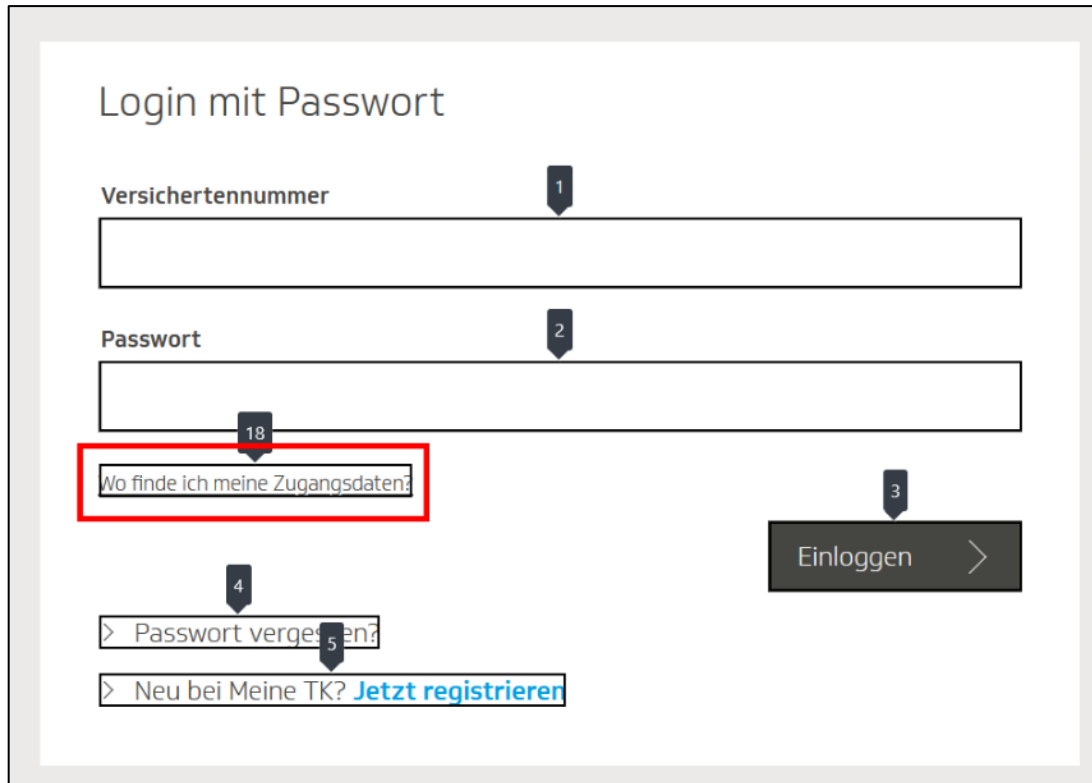 Login mit Passwort
1
Versichertennummer
2
Passwort
18
Wo finde ich meine Zugangsdaten?
3
Einloggen
4
Passwort vergessen?
5
Neu bei Meine TK? Jetzt registrieren